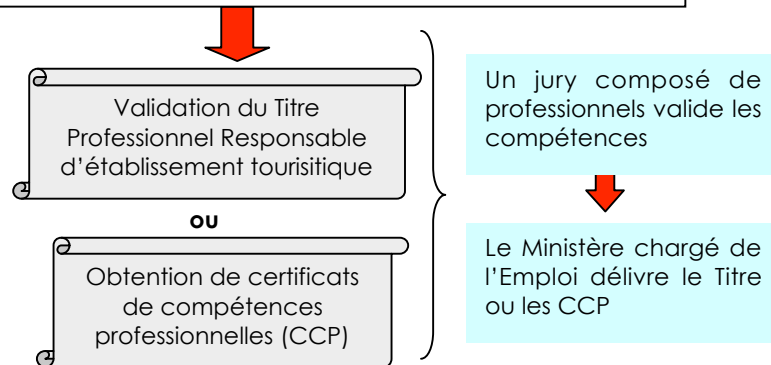 Validation du Titre
Professionnel Responsable
d’établissement tourisitique
ou
Obtention de certificats
de compétences
professionnelles (CCP)
Un jury composé de
professionnels valide les
compétences
Le Ministère chargé de
l’Emploi délivre le Titre
ou les CCP